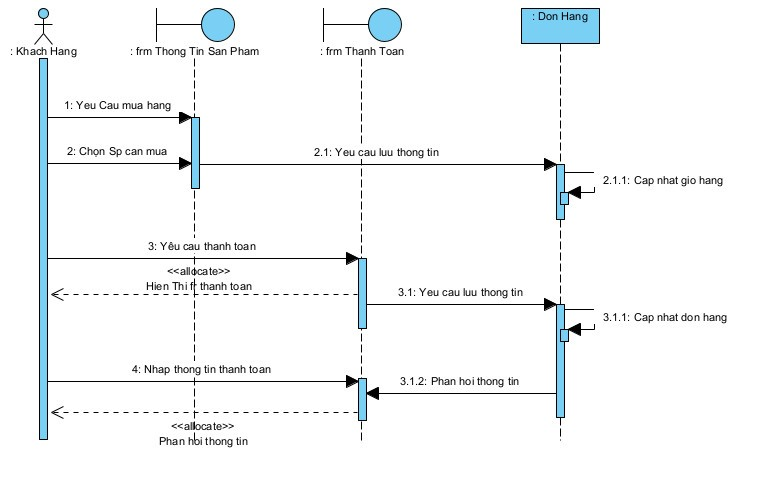 : Khach Hang
: frm Thong Tin San Pham
: frm Thanh Toan
: Don Hang
1: Yeu Cau mua hang
2: Chọn Sp can mua
2.1: Yeu cau luu thong tin
2.1.1: Cap nhat gio hang
3: Yêu cau thanh toan
<<allocate>>
Hien Thi fr thanh toan
3.1: Yeu cau luu thong tin
3.1.1: Cap nhat don hang
4: Nhap thong tin thanh toan
3.1.2: Phan hoi thong tin
<<allocate>>
Phan hoi thong tin